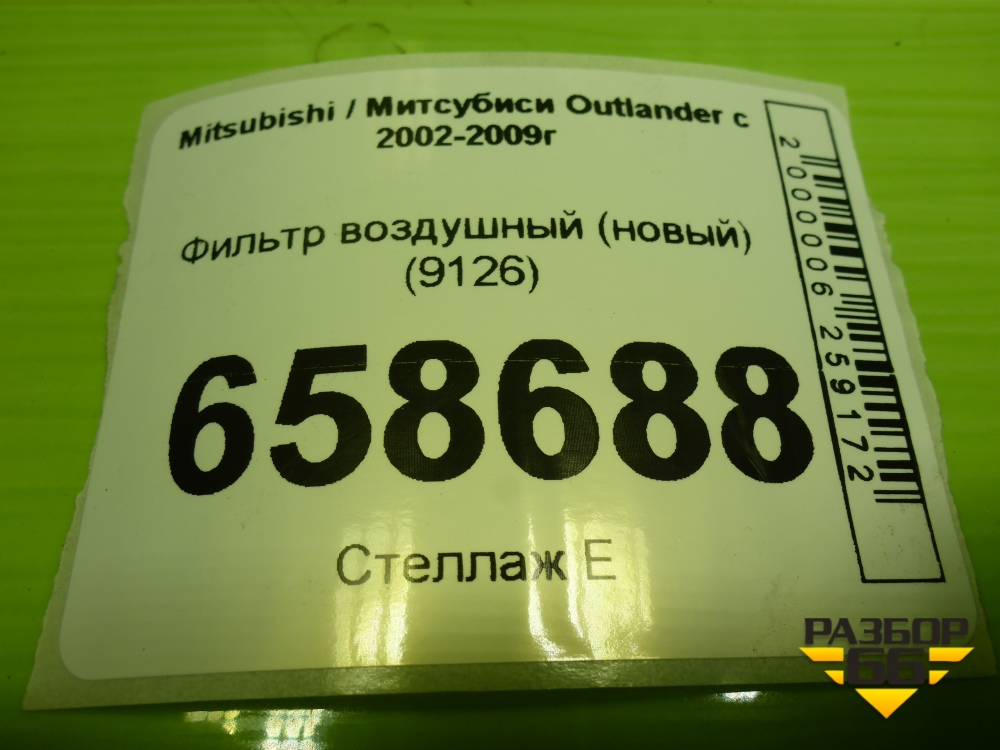 Mitsubishi / Митсубиси Outlander с
2002-2009г
Фильтр воздушный (новый)
(9126)
658688
Стеллаж Е
2000006259172
РАЗБОР
66